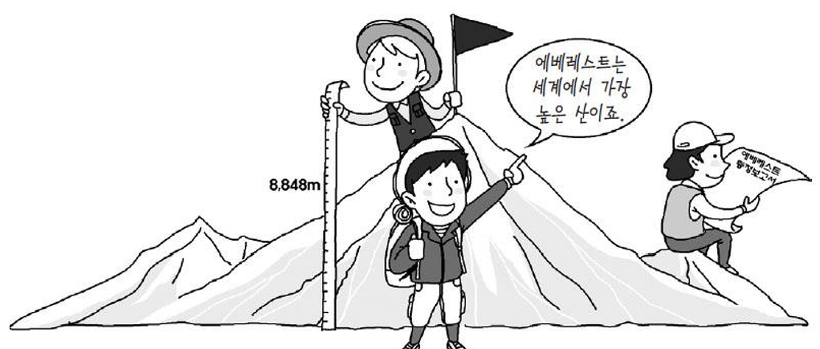 에베레스트는
세계에서 가장
높은 산이죠.
8,848m
에베레스트
등정보고서